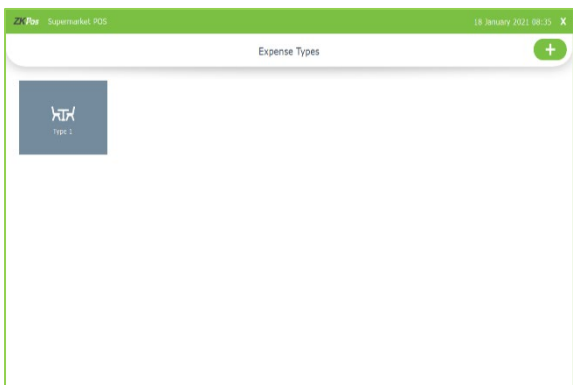 ZKPos Supermarket POS 18 January 2021 08:35 X
Expense Types
+
Type 1